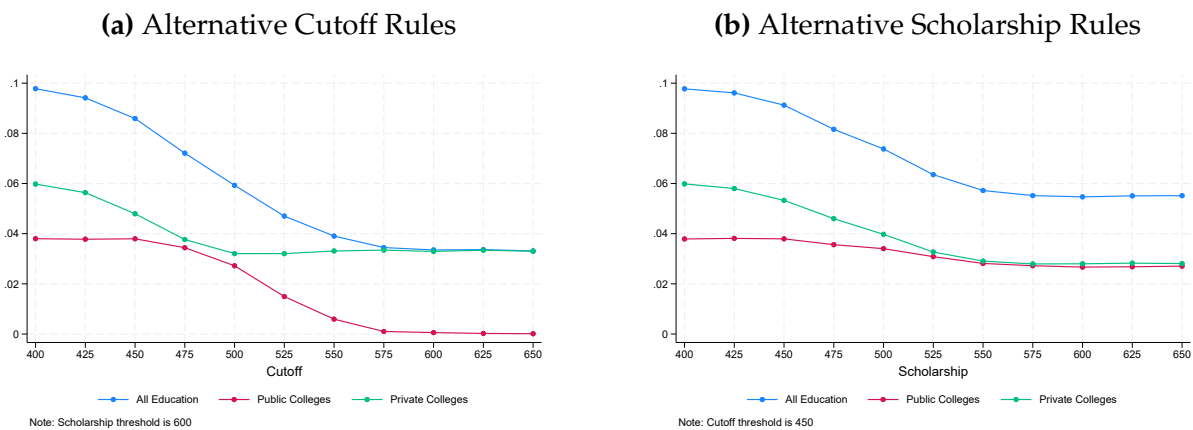 (a) Alternative Cutoff Rules
.1
.08
.06
.04
.02
0
400 425 450 475 500 525 550 575 600 625 650
Cutoff
All Education Public Colleges Private Colleges
Note: Scholarship threshold is 600
(b) Alternative Scholarship Rules
.1
.08
.06
.04
.02
0
400 425 450 475 500 525 550 575 600 625 650
Scholarship
All Education Public Colleges Private Colleges
Note: Cutoff threshold is 450